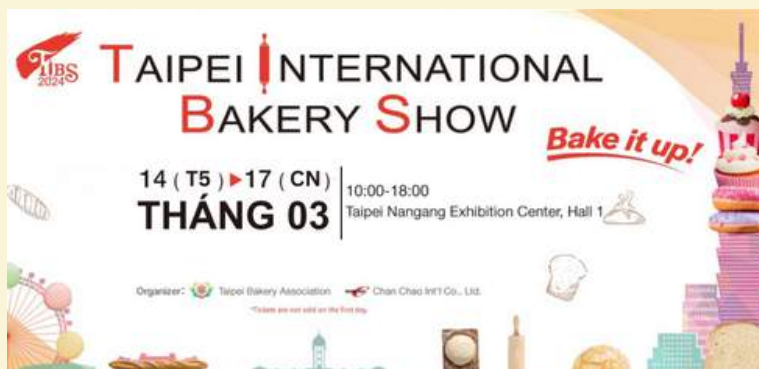 TIBS
2024
TAIPEI INTERNATIONAL
BAKERY SHOW
Bake it up!
14 ( T5 ) ▶ 17 ( CN )
THÁNG 03
10:00-18:00
Taipei Nangang Exhibition Center, Hall 1
Organizer: Taipei Bakery Association Chan Chao Int'l Co., Ltd.
*Tickets are not sold on the first day.